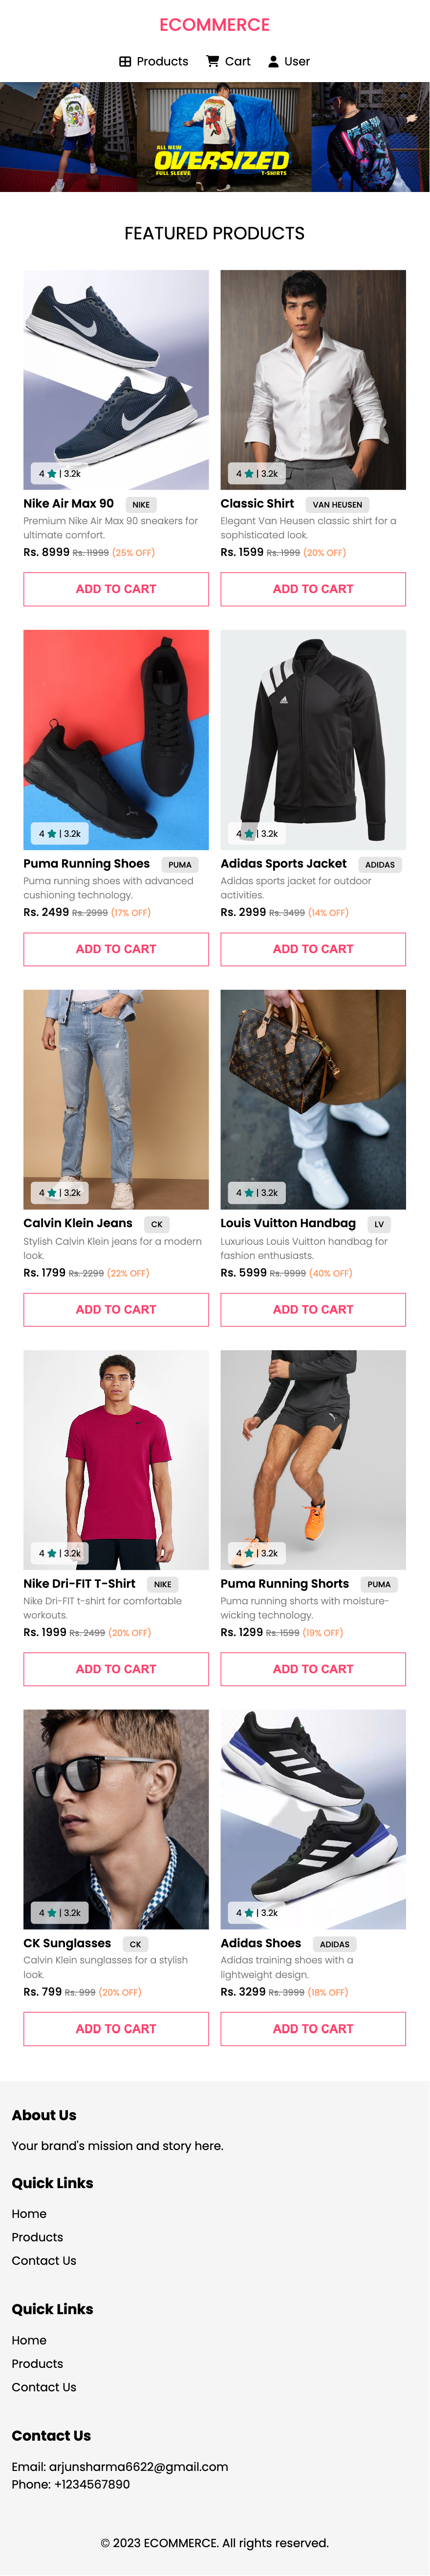 ECOMMERCE
Products Cart User
ALL NEW
OVERSIZED
FULL SLEEVE T-SHIRTS
FEATURED PRODUCTS
4 ★ | 3.2k
Nike Air Max 90 NIKE
Premium Nike Air Max 90 sneakers for
ultimate comfort.
Rs. 8999 Rs. 11999 (25% OFF)
ADD TO CART
4 ★ | 3.2k
Classic Shirt VAN HEUSEN
Elegant Van Heusen classic shirt for a
sophisticated look.
Rs. 1599 Rs. 1999 (20% OFF)
ADD TO CART
4 ★ | 3.2k
Puma Running Shoes PUMA
Puma running shoes with advanced
cushioning technology.
Rs. 2499 Rs. 2999 (17% OFF)
ADD TO CART
4 ★ | 3.2k
Adidas Sports Jacket ADIDAS
Adidas sports jacket for outdoor
activities.
Rs. 2999 Rs. 3499 (14% OFF)
ADD TO CART
4 ★ | 3.2k
Calvin Klein Jeans CK
Stylish Calvin Klein jeans for a modern
look.
Rs. 1799 Rs. 2299 (22% OFF)
ADD TO CART
4 ★ | 3.2k
Louis Vuitton Handbag LV
Luxurious Louis Vuitton handbag for
fashion enthusiasts.
Rs. 5999 Rs. 9999 (40% OFF)
ADD TO CART
4 ★ | 3.2k
Nike Dri-FIT T-Shirt NIKE
Nike Dri-FIT t-shirt for comfortable
workouts.
Rs. 1999 Rs. 2499 (20% OFF)
ADD TO CART
4 ★ | 3.2k
Puma Running Shorts PUMA
Puma running shorts with moisture-
wicking technology.
Rs. 1299 Rs. 1599 (19% OFF)
ADD TO CART
4 ★ | 3.2k
CK Sunglasses CK
Calvin Klein sunglasses for a stylish
look.
Rs. 799 Rs. 999 (20% OFF)
ADD TO CART
4 ★ | 3.2k
Adidas Shoes ADIDAS
Adidas training shoes with a
lightweight design.
Rs. 3299 Rs. 3999 (18% OFF)
ADD TO CART
About Us
Your brand's mission and story here.
Quick Links
Home
Products
Contact Us
Quick Links
Home
Products
Contact Us
Contact Us
Email: arjunsharma6622@gmail.com
Phone: +1234567890
© 2023 ECOMMERCE. All rights reserved.